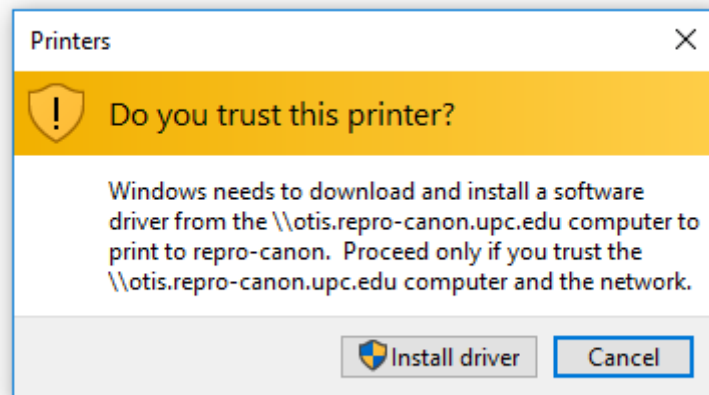 Printers
Do you trust this printer?
Windows needs to download and install a software
driver from the \\otis.repro-canon.upc.edu computer to
print to repro-canon. Proceed only if you trust the
\\otis.repro-canon.upc.edu computer and the network.
Install driver Cancel